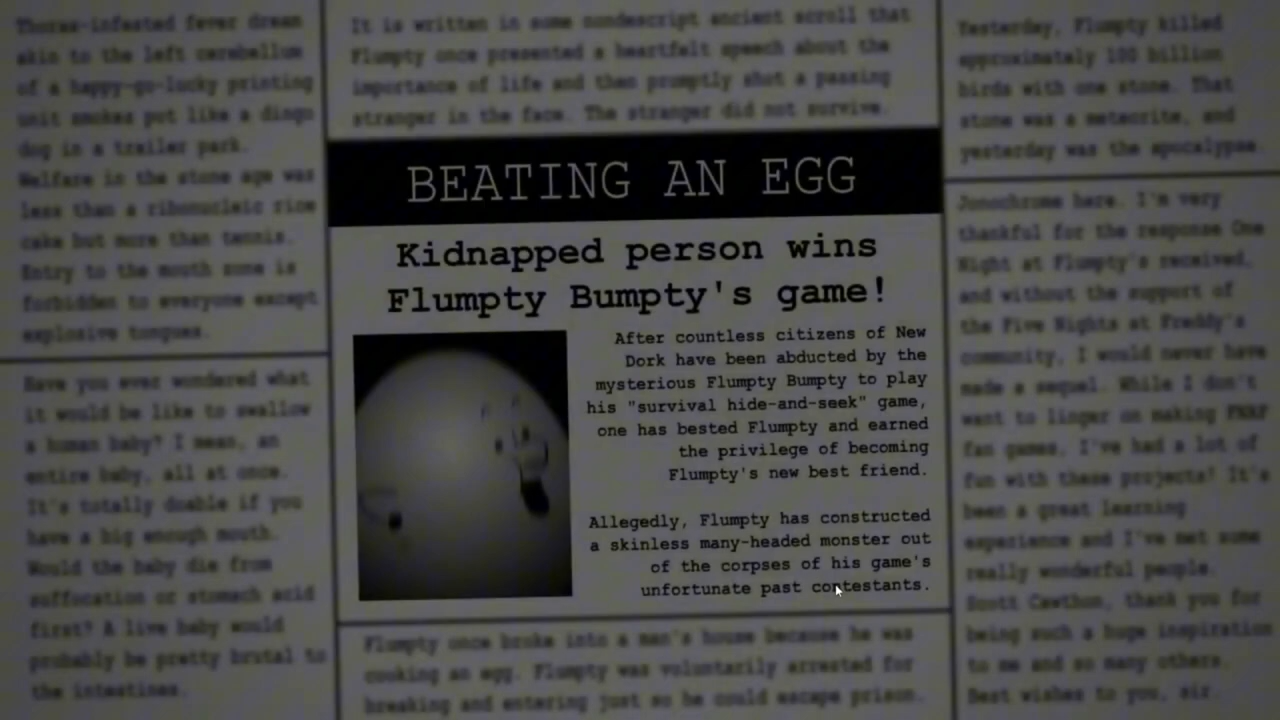 Thorax-infested fever dream
skin to the left cerebellum
of a happy-go-lucky printing
unit smokes pot like a dingo
dog in a trailer park.
Welfare in the stone age was
less than a ribonucleic rice
cake but more than tennis.
Entry to the mouth zone is
forbidden to everyone except
explosive tongues.
Have you ever wondered what
it would be like to swallow
a human baby? I mean, an
entire baby, all at once.
It's totally doable if you
have a big enough mouth.
Would the baby die from
suffocation or stomach acid
first? A live baby would
probably be pretty brutal to
the intestines.
It is written in some nondescript ancient scroll that
Flumpty once presented a heartfelt speech about the
importance of life and then promptly shot a passing
stranger in the face. The stranger did not survive.
BEATING AN EGG
Kidnapped person wins
Flumpty Bumpty's game!
After countless citizens of New
Dork have been abducted by the
mysterious Flumpty Bumpty to play
his "survival hide-and-seek" game,
one has bested Flumpty and earned
the privilege of becoming
Flumpty's new best friend.
Allegedly, Flumpty has constructed
a skinless many-headed monster out
of the corpses of his game's
unfortunate past contestants.
Flumpty once broke into a man's house because he was
cooking an egg. Flumpty was voluntarily arrested for
breaking and entering just so he could escape prison.
Yesterday, Flumpty killed
approximately 100 billion
birds with one stone. That
stone was a meteorite, and
yesterday was the apocalypse.
Jonochrome here. I'm very
thankful for the response One
Night at Flumpty's received,
and without the support of
the Five Nights at Freddy's
community, I would never have
made a sequel. While I don't
want to linger on making FNAF
fan games, I've had a lot of
fun with these projects! It's
been a great learning
experience and I've met some
really wonderful people.
Scott Cawthon, thank you for
being such a huge inspiration
to me and so many others.
Best wishes to you, sir.